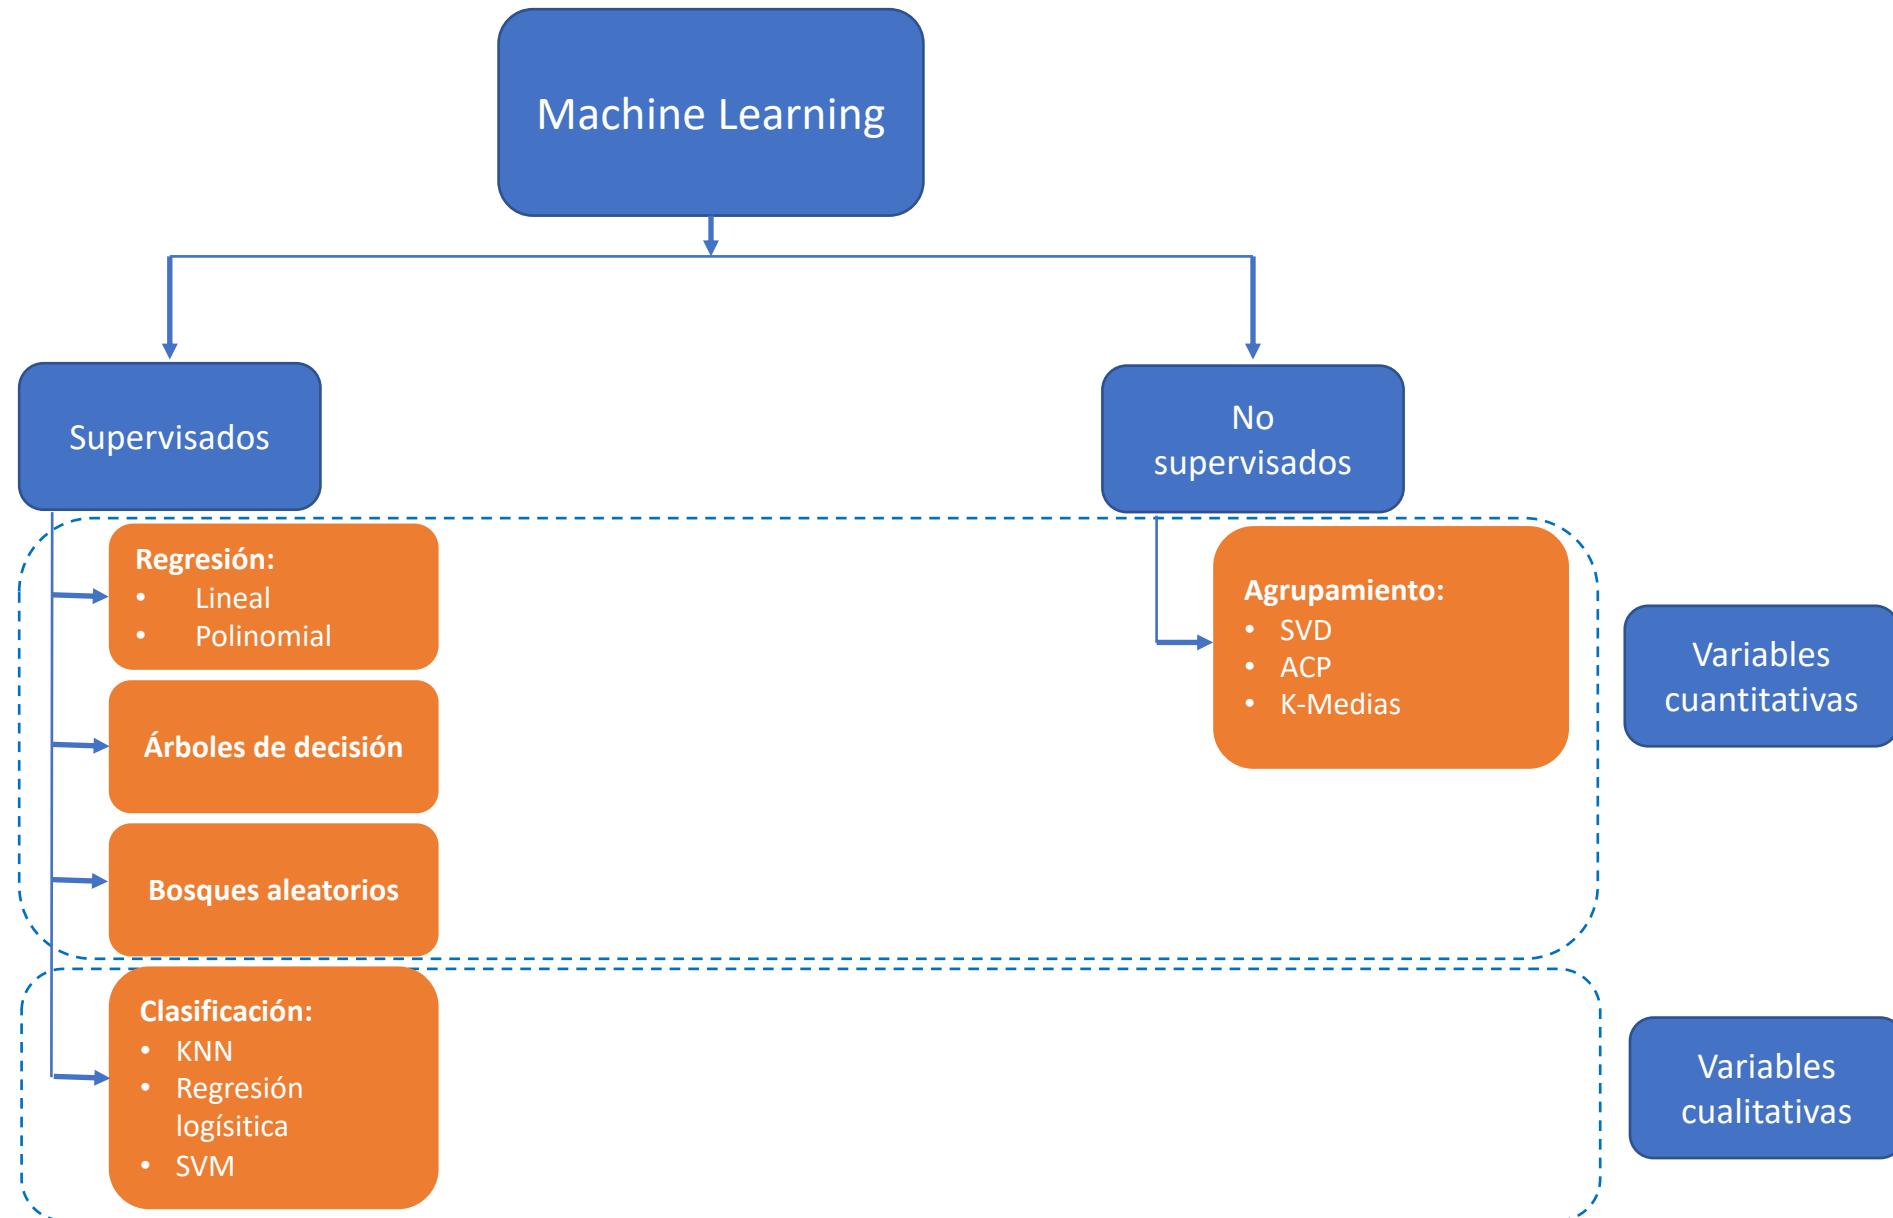 Machine Learning
Supervisados
No
supervisados
Regresión:
• Lineal
• Polinomial
Árboles de decisión
Bosques aleatorios
Agrupamiento:
• SVD
• ACP
• K-Medias
Variables
cuantitativas
Clasificación:
• KNN
• Regresión
logísitica
• SVM
Variables
cualitativas